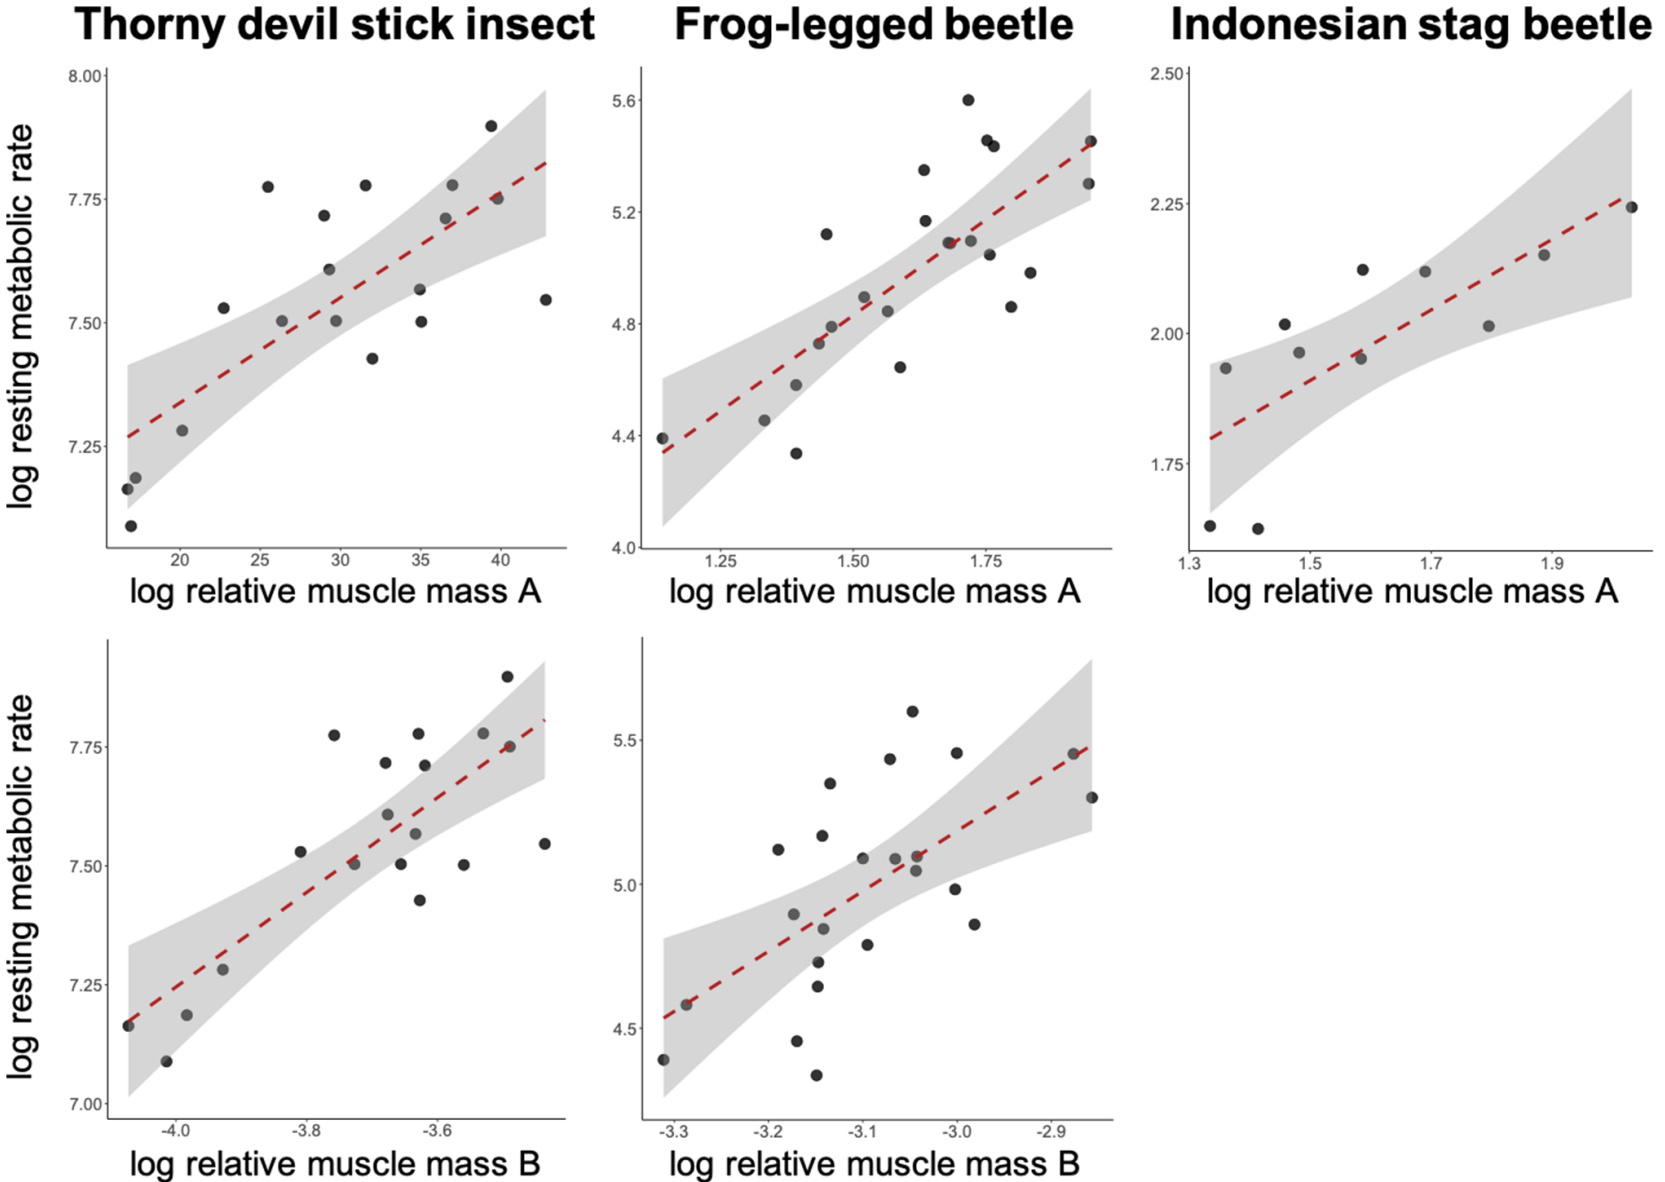 Thorny devil stick insect
Frog-legged beetle
Indonesian stag beetle
log resting metabolic rate
8.00
7.75
7.50
7.25
20 25 30 35 40
log relative muscle mass A
5.6
5.2
4.8
4.4
4.0
1.25 1.50 1.75
log relative muscle mass A
2.50
2.25
2.00
1.75
1.3 1.5 1.7 1.9
log relative muscle mass A
log resting metabolic rate
7.75
7.50
7.25
7.00
-4.0 -3.8 -3.6
log relative muscle mass B
5.5
5.0
4.5
-3.3 -3.2 -3.1 -3.0 -2.9
log relative muscle mass B